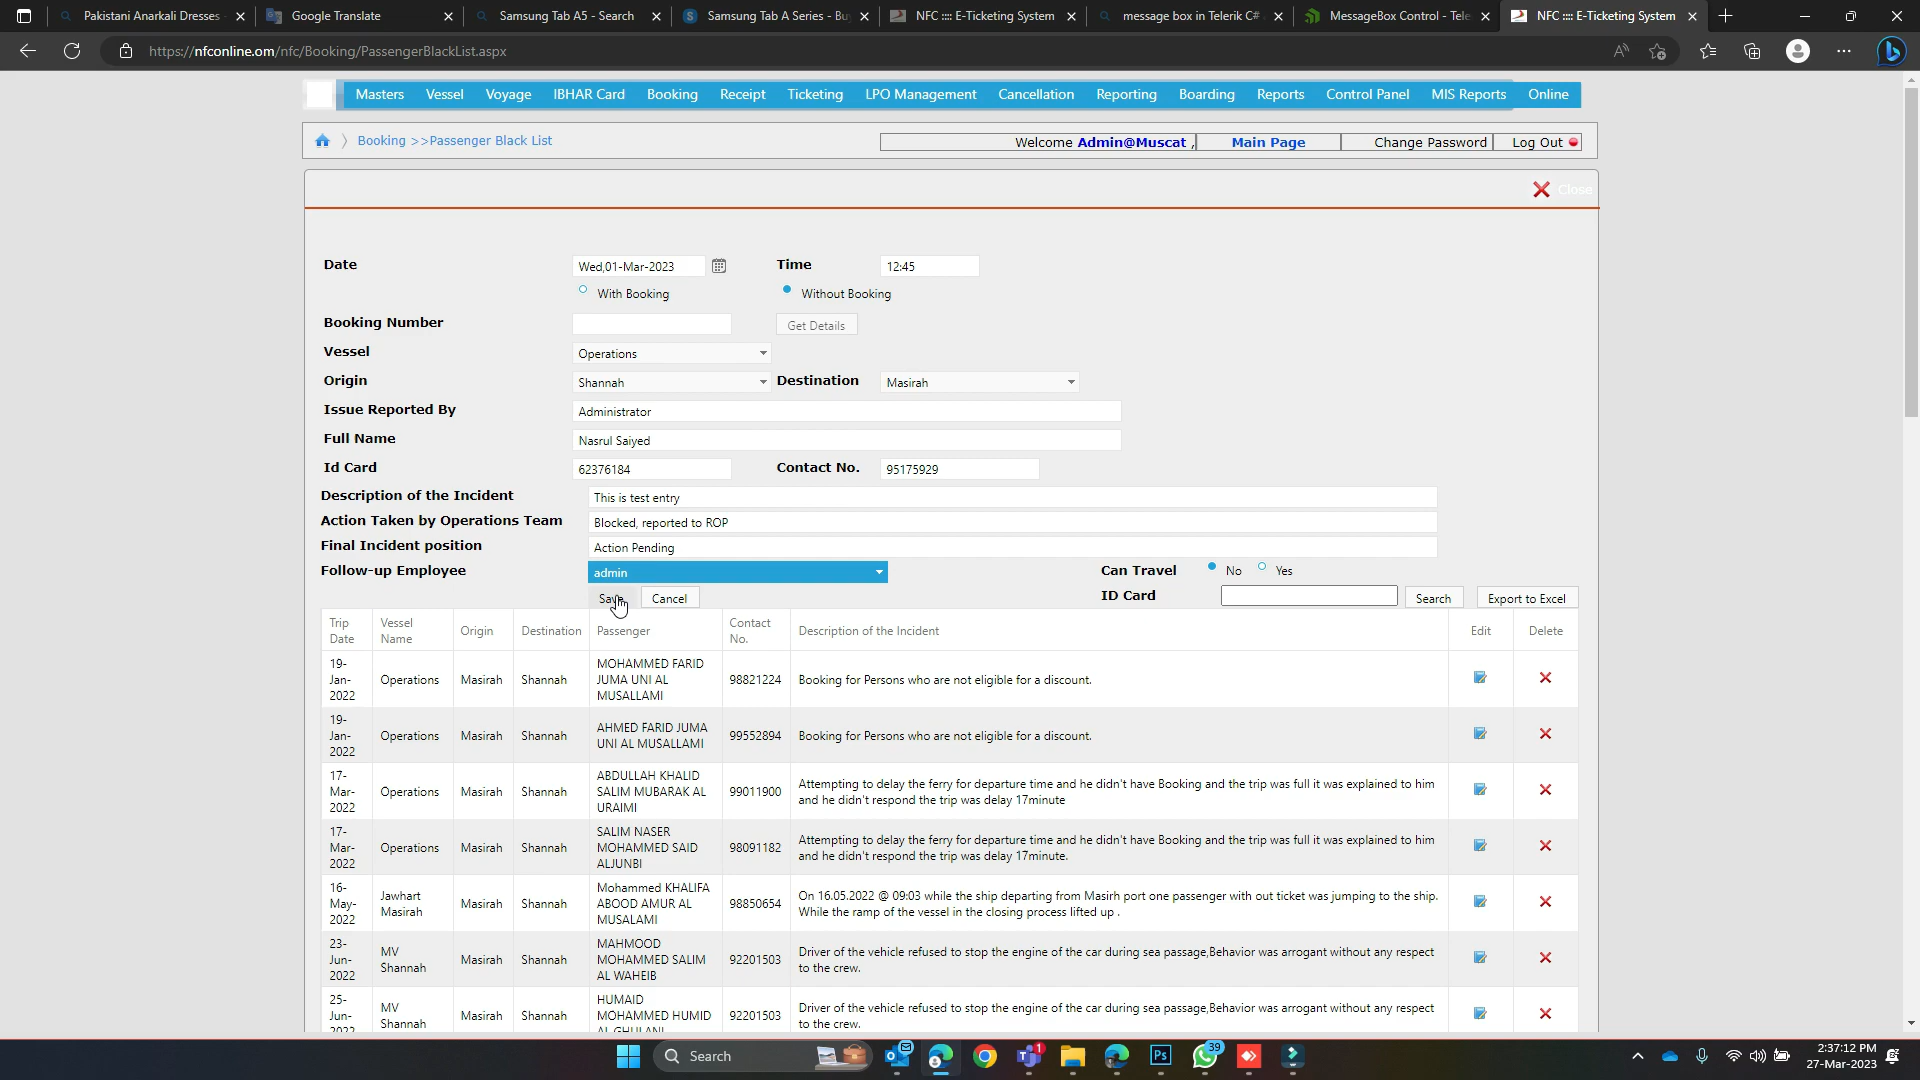 Pakistani Anarkali Dresses
Google Translate
Samsung Tab A5 - Search
Samsung Tab A Series - Bu
NFC :::: E-Ticketing System
message box in Telerik C#
MessageBox Control - Tele
NFC :::: E-Ticketing System
https://nfconline.om/nfc/Booking/PassengerBlackList.aspx
Masters Vessel Voyage IBHAR Card Booking Receipt Ticketing LPO Management Cancellation Reporting Boarding Reports Control Panel MIS Reports Online
Booking >>Passenger Black List
Welcome Admin@Muscat , Main Page Change Password Log Out
Close
Date Wed,01-Mar-2023 Time 12:45
With Booking Without Booking
Booking Number Get Details
Vessel Operations
Origin Shannah Destination Masirah
Issue Reported By Administrator
Full Name Nasrul Saiyed
Id Card 62376184 Contact No. 95175929
Description of the Incident This is test entry
Action Taken by Operations Team Blocked, reported to ROP
Final Incident position Action Pending
Follow-up Employee admin Can Travel No Yes
Save Cancel ID Card Search Export to Excel
Trip Date
Vessel Name
Origin
Destination
Passenger
Contact No.
Description of the Incident
Edit
Delete
19-
Jan-
2022
Operations
Masirah
Shannah
MOHAMMED FARID
JUMA UNI AL
MUSALLAMI
98821224
Booking for Persons who are not eligible for a discount.
19-
Jan-
2022
Operations
Masirah
Shannah
AHMED FARID JUMA
UNI AL MUSALLAMI
99552894
Booking for Persons who are not eligible for a discount.
17-
Mar-
2022
Operations
Masirah
Shannah
ABDULLAH KHALID
SALIM MUBARAK AL
URAIMI
99011900
Attempting to delay the ferry for departure time and he didn't have Booking and the trip was full it was explained to him
and he didn't respond the trip was delay 17minute
17-
Mar-
2022
Operations
Masirah
Shannah
SALIM NASER
MOHAMMED SAID
ALJUNBI
98091182
Attempting to delay the ferry for departure time and he didn't have Booking and the trip was full it was explained to him
and he didn't respond the trip was delay 17minute.
16-
May-
2022
Jawhart
Masirah
Masirah
Shannah
Mohammed KHALIFA
ABOOD AMUR AL
MUSALAMI
98850654
On 16.05.2022 @ 09:03 while the ship departing from Masirh port one passenger with out ticket was jumping to the ship.
While the ramp of the vessel in the closing process lifted up .
23-
Jun-
2022
MV
Shannah
Masirah
Shannah
MAHMOOD
MOHAMMED SALIM
AL WAHEIB
92201503
Driver of the vehicle refused to stop the engine of the car during sea passage,Behavior was arrogant without any respect
to the crew.
25-
Jun-
2022
MV
Shannah
Masirah
Shannah
HUMAID
MOHAMMED HUMID
AL GHULANI
92201503
Driver of the vehicle refused to stop the engine of the car during sea passage,Behavior was arrogant without any respect
to the crew.
Search
1
Ps
39
2:37:12 PM
27-Mar-2023